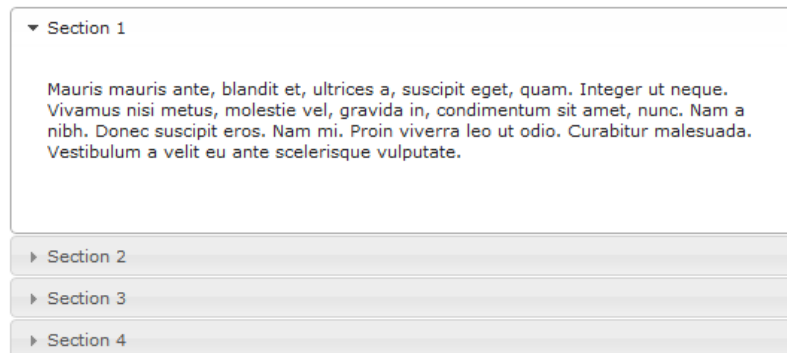 Section 1
Mauris mauris ante, blandit et, ultrices a, suscipit eget, quam. Integer ut neque.
Vivamus nisi metus, molestie vel, gravida in, condimentum sit amet, nunc. Nam a
nibh. Donec suscipit eros. Nam mi. Proin viverra leo ut odio. Curabitur malesuada.
Vestibulum a velit eu ante scelerisque vulputate.
Section 2
Section 3
Section 4